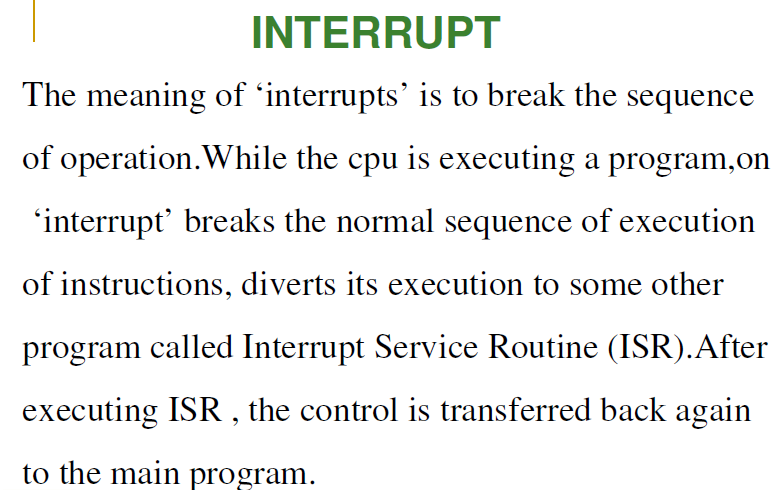 INTERRUPT
The meaning of ‘interrupts’ is to break the sequence
of operation.While the cpu is executing a program,on
‘interrupt’ breaks the normal sequence of execution
of instructions, diverts its execution to some other
program called Interrupt Service Routine (ISR).After
executing ISR , the control is transferred back again
to the main program.